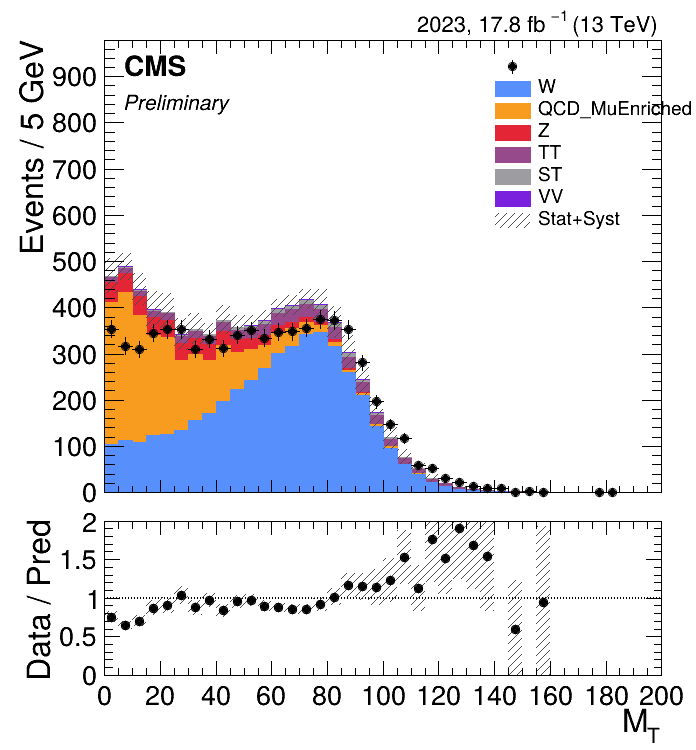 2023, 17.8 fb⁻¹ (13 TeV)
CMS
Preliminary
Events / 5 GeV
900
800
700
600
500
400
300
200
100
0
W
QCD_MuEnriched
Z
TT
ST
VV
Stat+Syst
Data / Pred
2
1.5
1
0.5
0
0 20 40 60 80 100 120 140 160 180 200
M_T